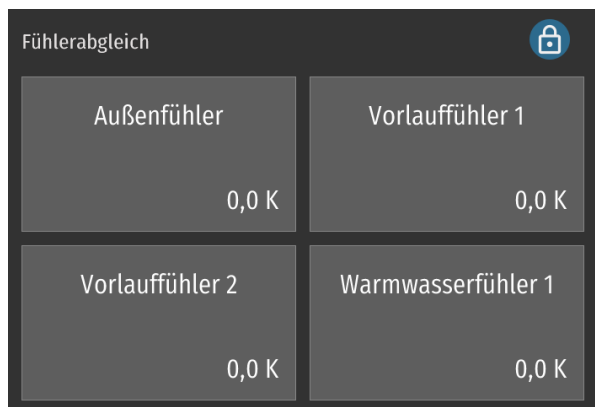 Fühlerabgleich
Außenfühler
0,0 K
Vorlauffühler 1
0,0 K
Vorlauffühler 2
0,0 K
Warmwasserfühler 1
0,0 K